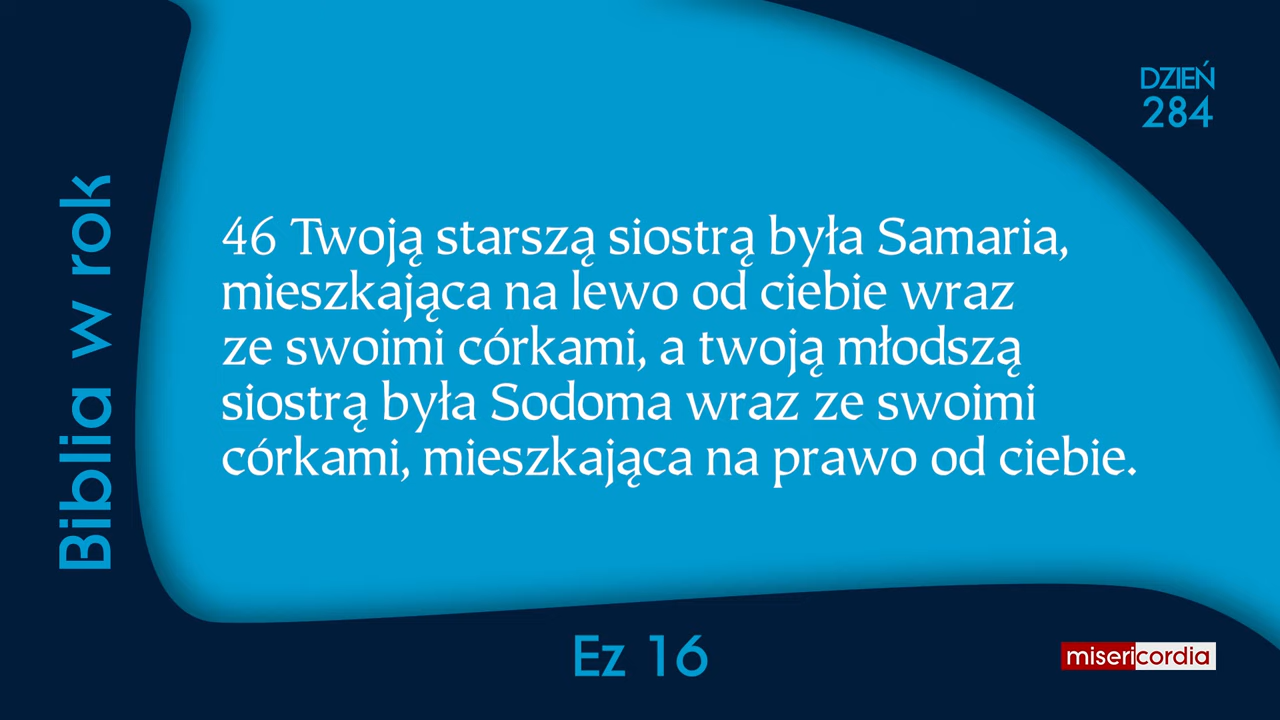 DZIEŃ
284
Biblia w rok
46 Twoją starszą siostrą była Samaria,
mieszkająca na lewo od ciebie wraz
ze swoimi córkami, a twoją młodszą
siostrą była Sodoma wraz ze swoimi
córkami, mieszkająca na prawo od ciebie.
Ez 16
misericordia